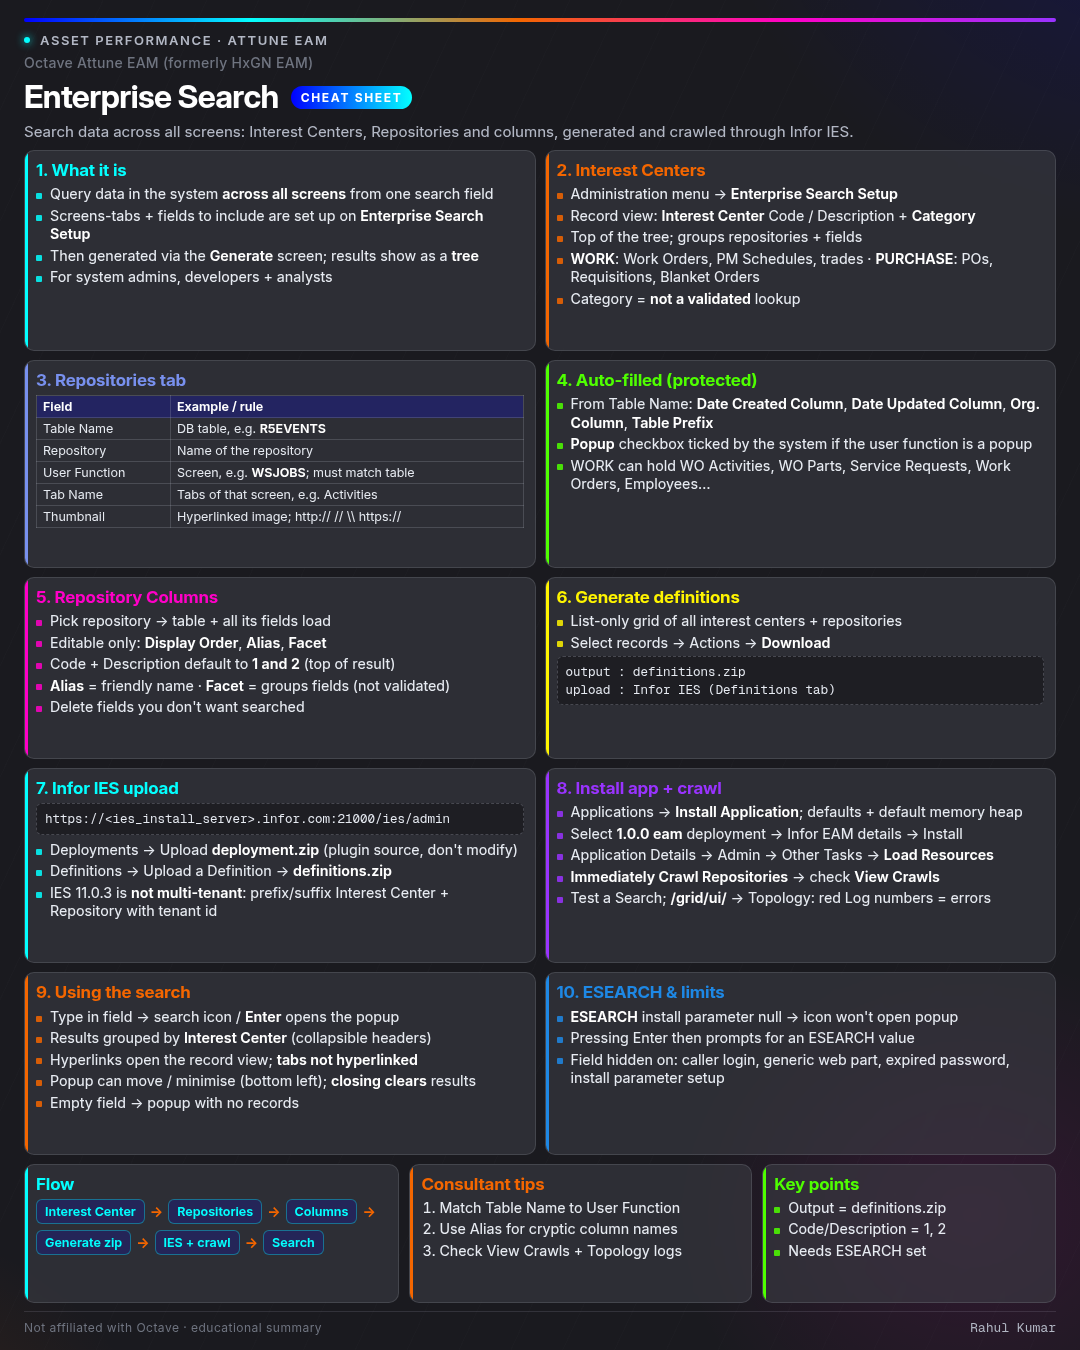 ASSET PERFORMANCE · ATTUNE EAM
Octave Attune EAM (formerly HxGN EAM)
Enterprise Search CHEAT SHEET
Search data across all screens: Interest Centers, Repositories and columns, generated and crawled through Infor IES.
1. What it is
Query data in the system across all screens from one search field
Screens-tabs + fields to include are set up on Enterprise Search
Setup
Then generated via the Generate screen; results show as a tree
For system admins, developers + analysts
2. Interest Centers
Administration menu → Enterprise Search Setup
Record view: Interest Center Code / Description + Category
Top of the tree; groups repositories + fields
WORK: Work Orders, PM Schedules, trades · PURCHASE: POs,
Requisitions, Blanket Orders
Category = not a validated lookup
3. Repositories tab
Field Example / rule
Table Name DB table, e.g. R5EVENTS
Repository Name of the repository
User Function Screen, e.g. WSJOBS; must match table
Tab Name Tabs of that screen, e.g. Activities
Thumbnail Hyperlinked image; http:// // \\ https://
4. Auto-filled (protected)
From Table Name: Date Created Column, Date Updated Column, Org.
Column, Table Prefix
Popup checkbox ticked by the system if the user function is a popup
WORK can hold WO Activities, WO Parts, Service Requests, Work
Orders, Employees...
5. Repository Columns
Pick repository → table + all its fields load
Editable only: Display Order, Alias, Facet
Code + Description default to 1 and 2 (top of result)
Alias = friendly name · Facet = groups fields (not validated)
Delete fields you don't want searched
6. Generate definitions
List-only grid of all interest centers + repositories
Select records → Actions → Download
output : definitions.zip
upload : Infor IES (Definitions tab)
7. Infor IES upload
https://<ies_install_server>.infor.com:21000/ies/admin
Deployments → Upload deployment.zip (plugin source, don't modify)
Definitions → Upload a Definition → definitions.zip
IES 11.0.3 is not multi-tenant: prefix/suffix Interest Center +
Repository with tenant id
8. Install app + crawl
Applications → Install Application; defaults + default memory heap
Select 1.0.0 eam deployment → Infor EAM details → Install
Application Details → Admin → Other Tasks → Load Resources
Immediately Crawl Repositories → check View Crawls
Test a Search; /grid/ui/ → Topology: red Log numbers = errors
9. Using the search
Type in field → search icon / Enter opens the popup
Results grouped by Interest Center (collapsible headers)
Hyperlinks open the record view; tabs not hyperlinked
Popup can move / minimise (bottom left); closing clears results
Empty field → popup with no records
10. ESEARCH & limits
ESEARCH install parameter null → icon won't open popup
Pressing Enter then prompts for an ESEARCH value
Field hidden on: caller login, generic web part, expired password,
install parameter setup
Flow
Interest Center → Repositories → Columns →
Generate zip → IES + crawl → Search
Consultant tips
1. Match Table Name to User Function
2. Use Alias for cryptic column names
3. Check View Crawls + Topology logs
Key points
Output = definitions.zip
Code/Description = 1, 2
Needs ESEARCH set
Not affiliated with Octave · educational summary
Rahul Kumar